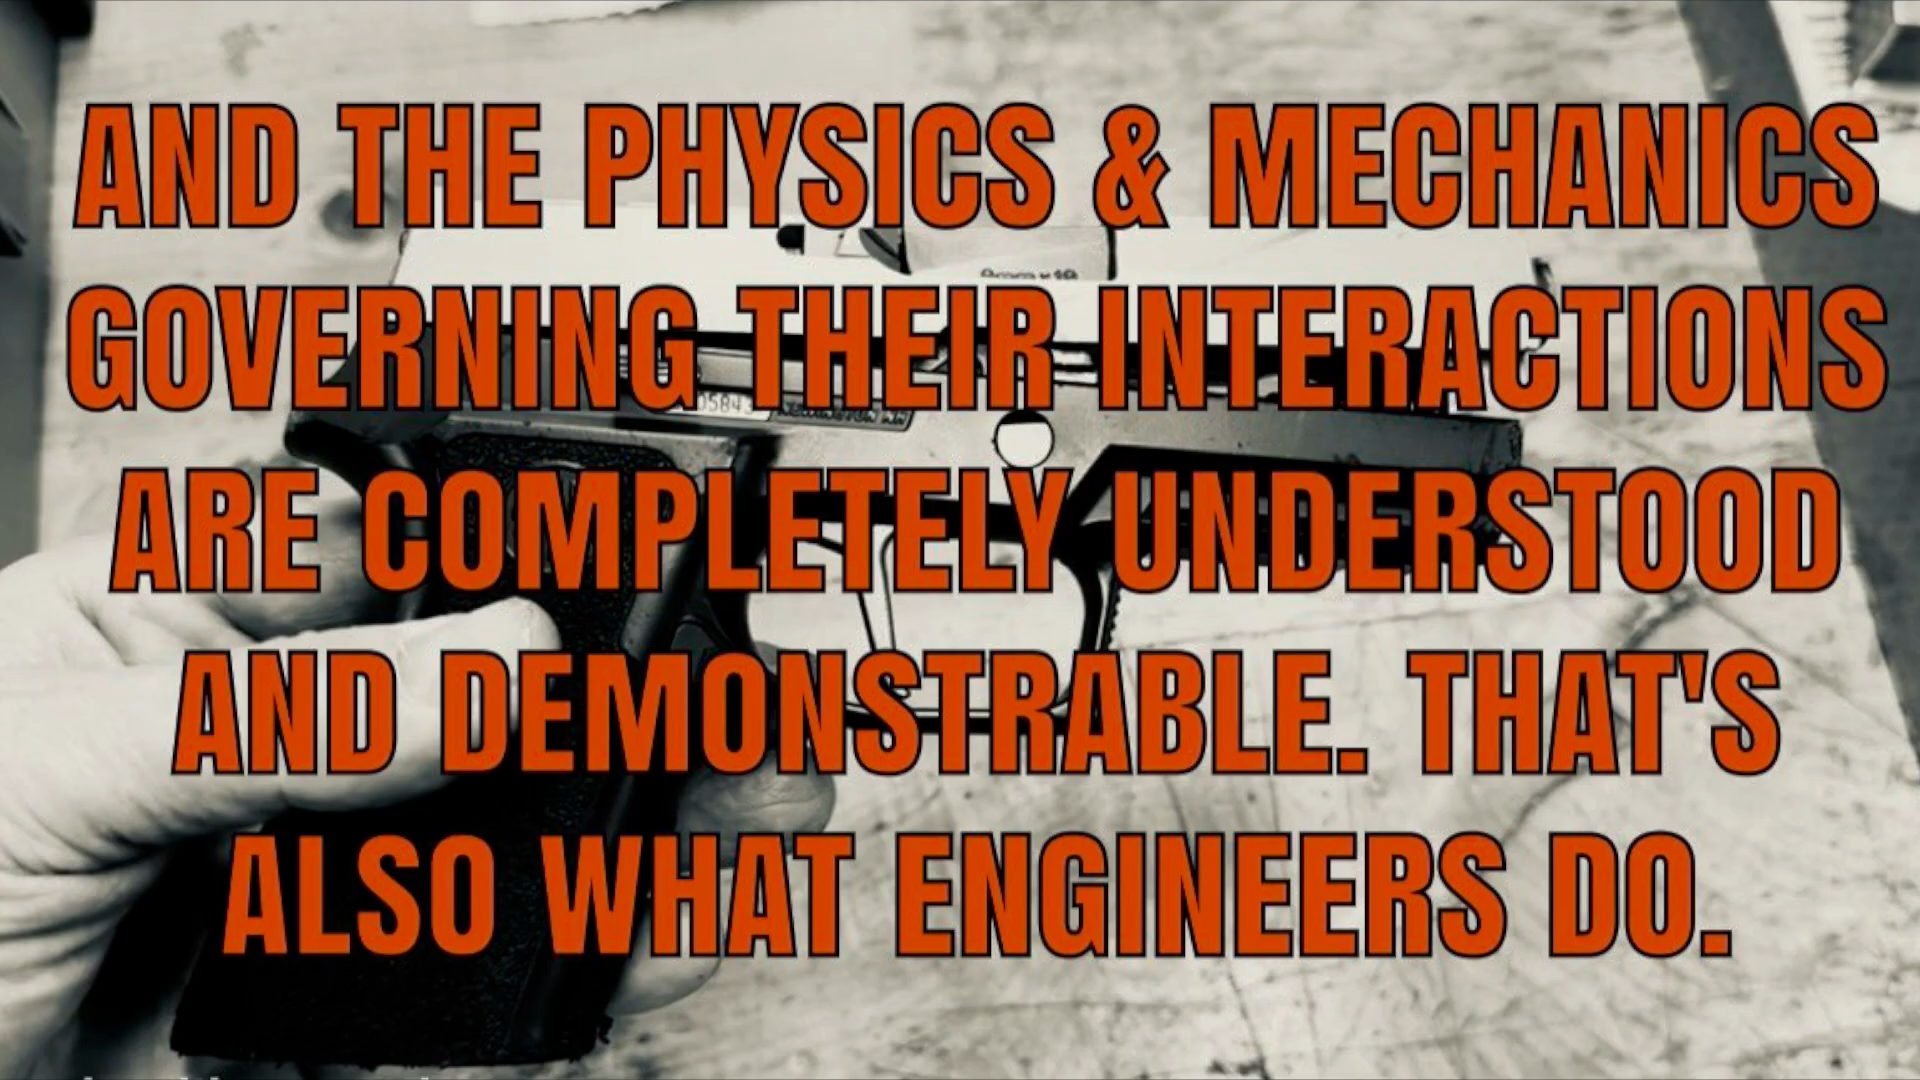 AND THE PHYSICS & MECHANICS
GOVERNING THEIR INTERACTIONS
ARE COMPLETELY UNDERSTOOD
AND DEMONSTRABLE. THAT'S
ALSO WHAT ENGINEERS DO.